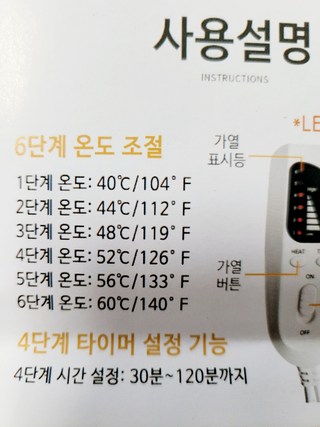 사용설명
INSTRUCTIONS
*LE
6단계 온도 조절
가열
표시등
1단계 온도: 40℃/104° F
2단계 온도: 44℃/112° F
3단계 온도: 48℃/119° F
4단계 온도: 52℃/126° F
5단계 온도: 56℃/133° F
6단계 온도: 60℃/140° F
가열
버튼
HEAT
ON
OFF
4단계 타이머 설정 기능
4단계 시간 설정: 30분~120분까지